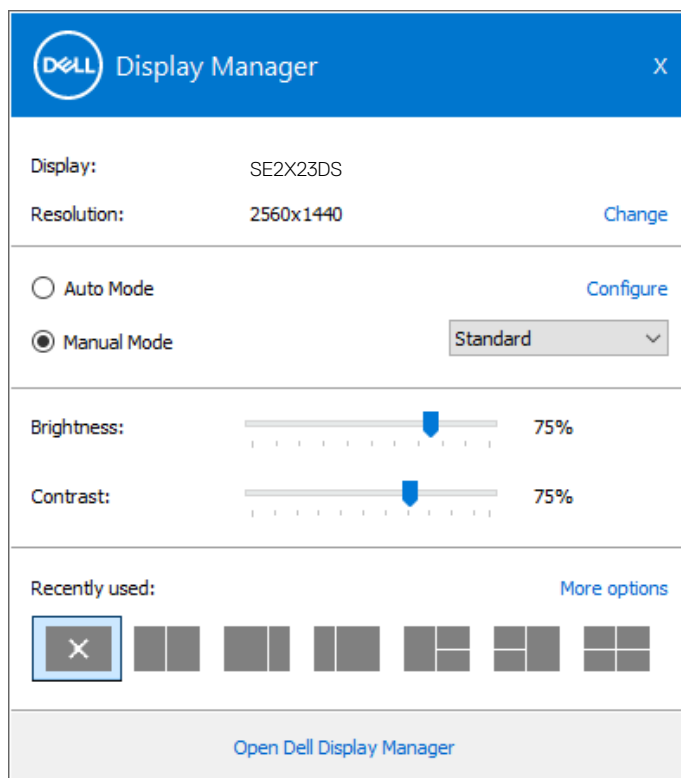 DELL Display Manager X
Display: SE2X23DS
Resolution: 2560x1440 Change
Auto Mode Configure
Manual Mode Standard
Brightness: 75%
Contrast: 75%
Recently used: More options
Open Dell Display Manager